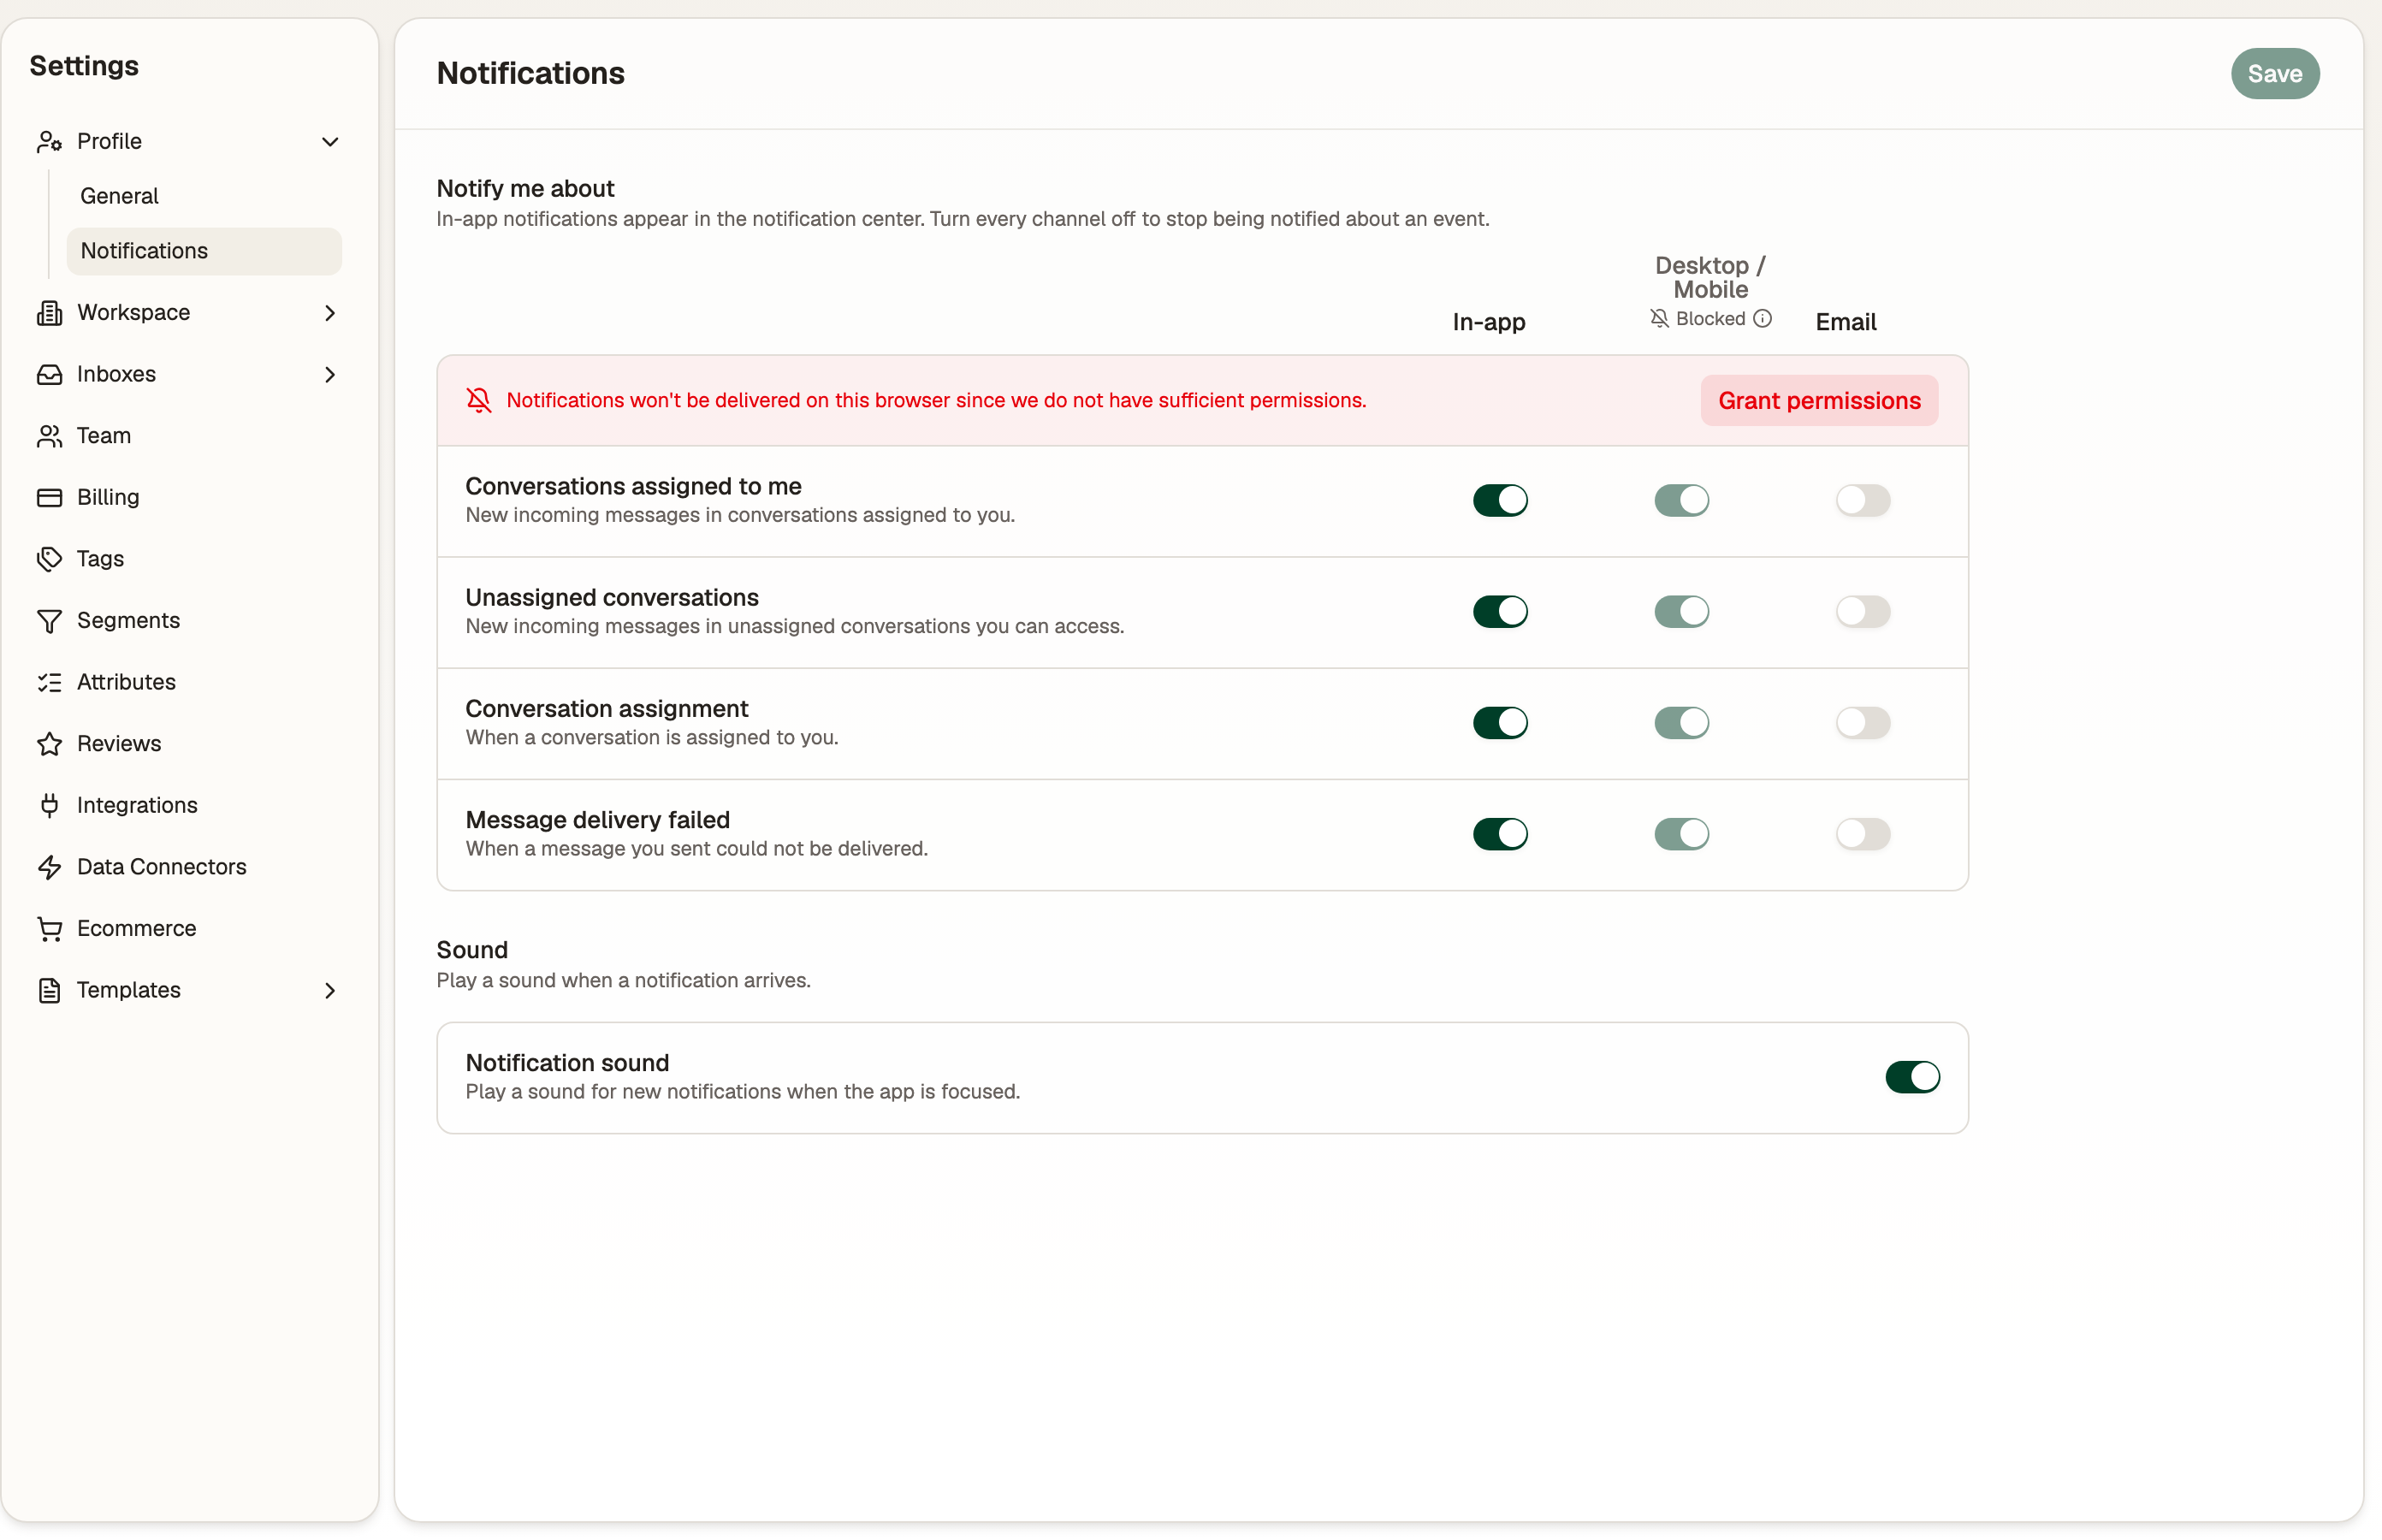 Settings
Profile
General
Notifications
Workspace
Inboxes
Team
Billing
Tags
Segments
Attributes
Reviews
Integrations
Data Connectors
Ecommerce
Templates
Notifications
Save
Notify me about
In-app notifications appear in the notification center. Turn every channel off to stop being notified about an event.
In-app
Desktop /
Mobile
Blocked
Email
Notifications won't be delivered on this browser since we do not have sufficient permissions.
Grant permissions
Conversations assigned to me
New incoming messages in conversations assigned to you.
Unassigned conversations
New incoming messages in unassigned conversations you can access.
Conversation assignment
When a conversation is assigned to you.
Message delivery failed
When a message you sent could not be delivered.
Sound
Play a sound when a notification arrives.
Notification sound
Play a sound for new notifications when the app is focused.